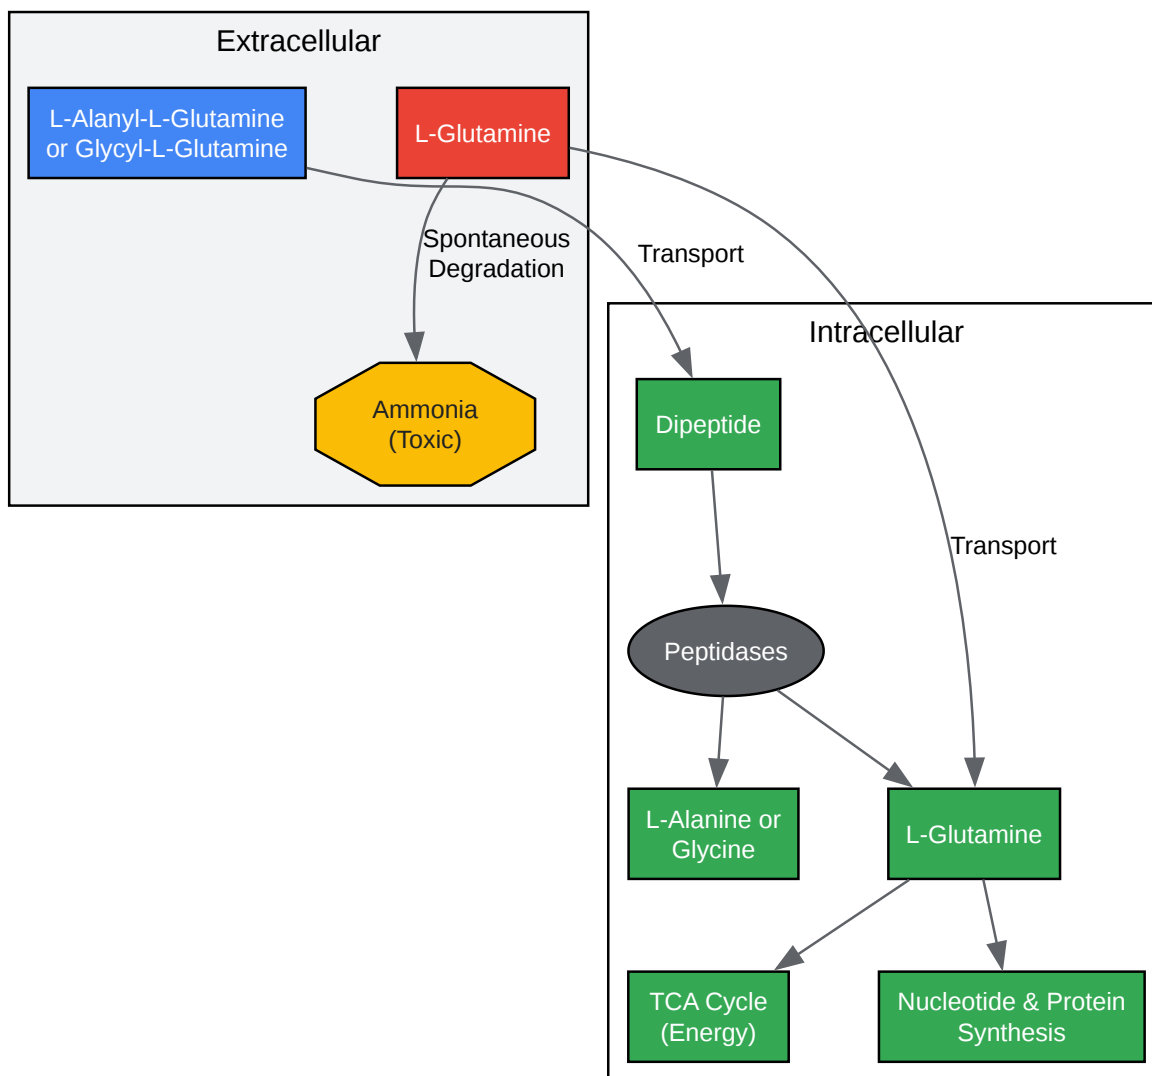 Extracellular
L-Alanyl-L-Glutamine
or Glycyl-L-Glutamine
L-Glutamine
Spontaneous
Degradation
Transport
Ammonia
(Toxic)
Intracellular
Dipeptide
Transport
Peptidases
L-Alanine or
Glycine
L-Glutamine
TCA Cycle
(Energy)
Nucleotide & Protein
Synthesis